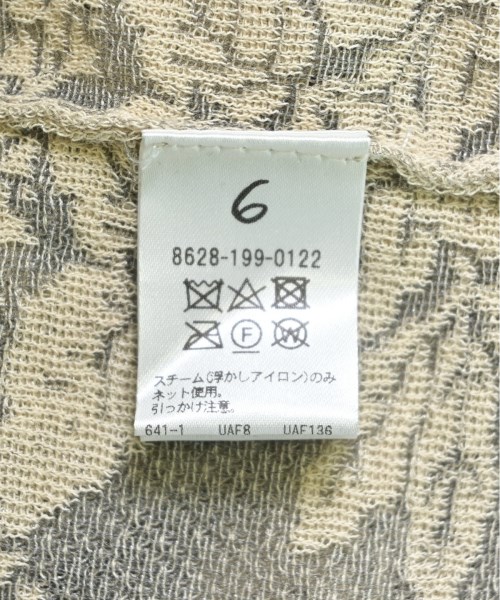 6
8628-199-0122
F W
スチーム(浮かしアイロン)のみ
ネット使用。
引っかけ注意。
641-1 UAF8 UAF136